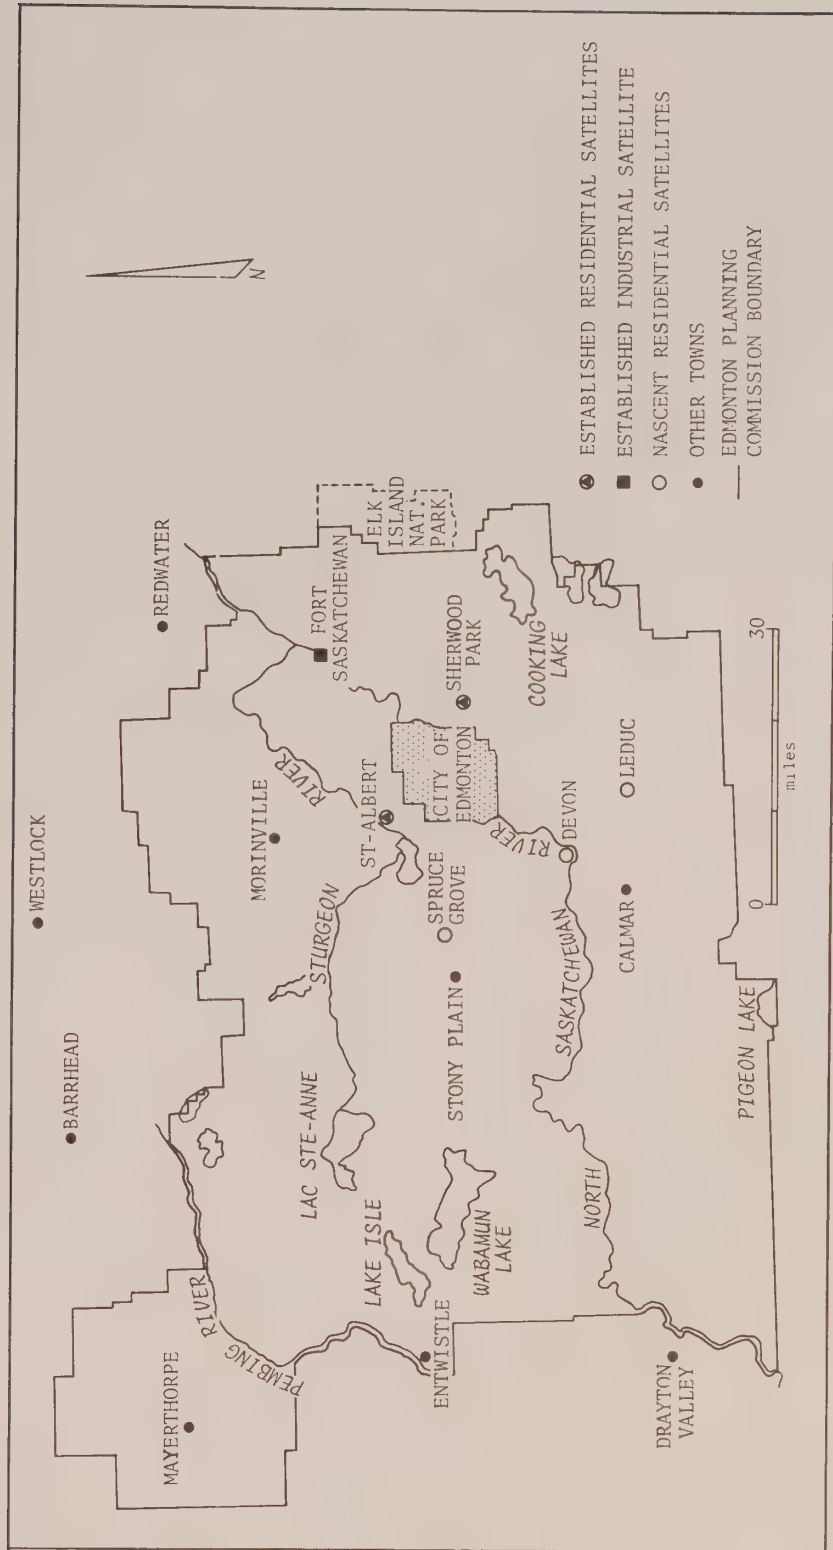 WESTLOCK
BARRHEAD
REDWATER
MAYERTHORPE
PEMBING
RIVER
MORINVILLE
RIVER
STURGEON
LAC STE-ANNE
LAKE ISLE
ENTWISTLE
WABAMUN
LAKE
STONY PLAIN
SPRUCE
GROVE
ST-ALBERT
CITY OF
EDMONTON
FORT
SASKATCHEWAN
ELK
ISLAND
NAT.
PARK
SHERWOOD
PARK
COOKING
LAKE
NORTH
SASKATCHEWAN
RIVER
DEVON
LEDUC
CALMAR
DRAYTON
VALLEY
PIGEON LAKE
0 30
miles
N
ESTABLISHED RESIDENTIAL SATELLITES
ESTABLISHED INDUSTRIAL SATELLITE
NASCENT RESIDENTIAL SATELLITES
OTHER TOWNS
EDMONTON PLANNING
COMMISSION BOUNDARY